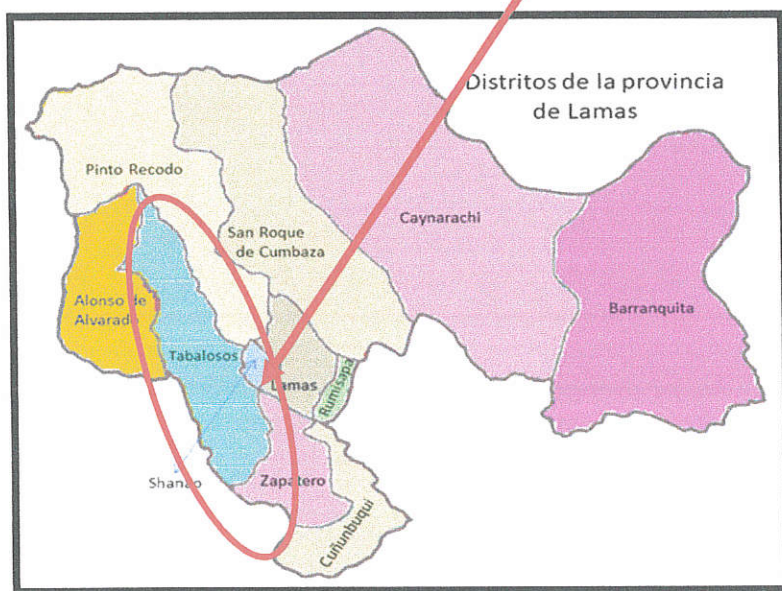 Distritos de la provincia
de Lamas
Pinto Recodo
San Roque
de Cumbaza
Caynarachi
Barranquita
Alonso de
Alvarado
Tabalosos
Lamas
Rumisapa
Shanao
Zapatero
Cuñunbuqui